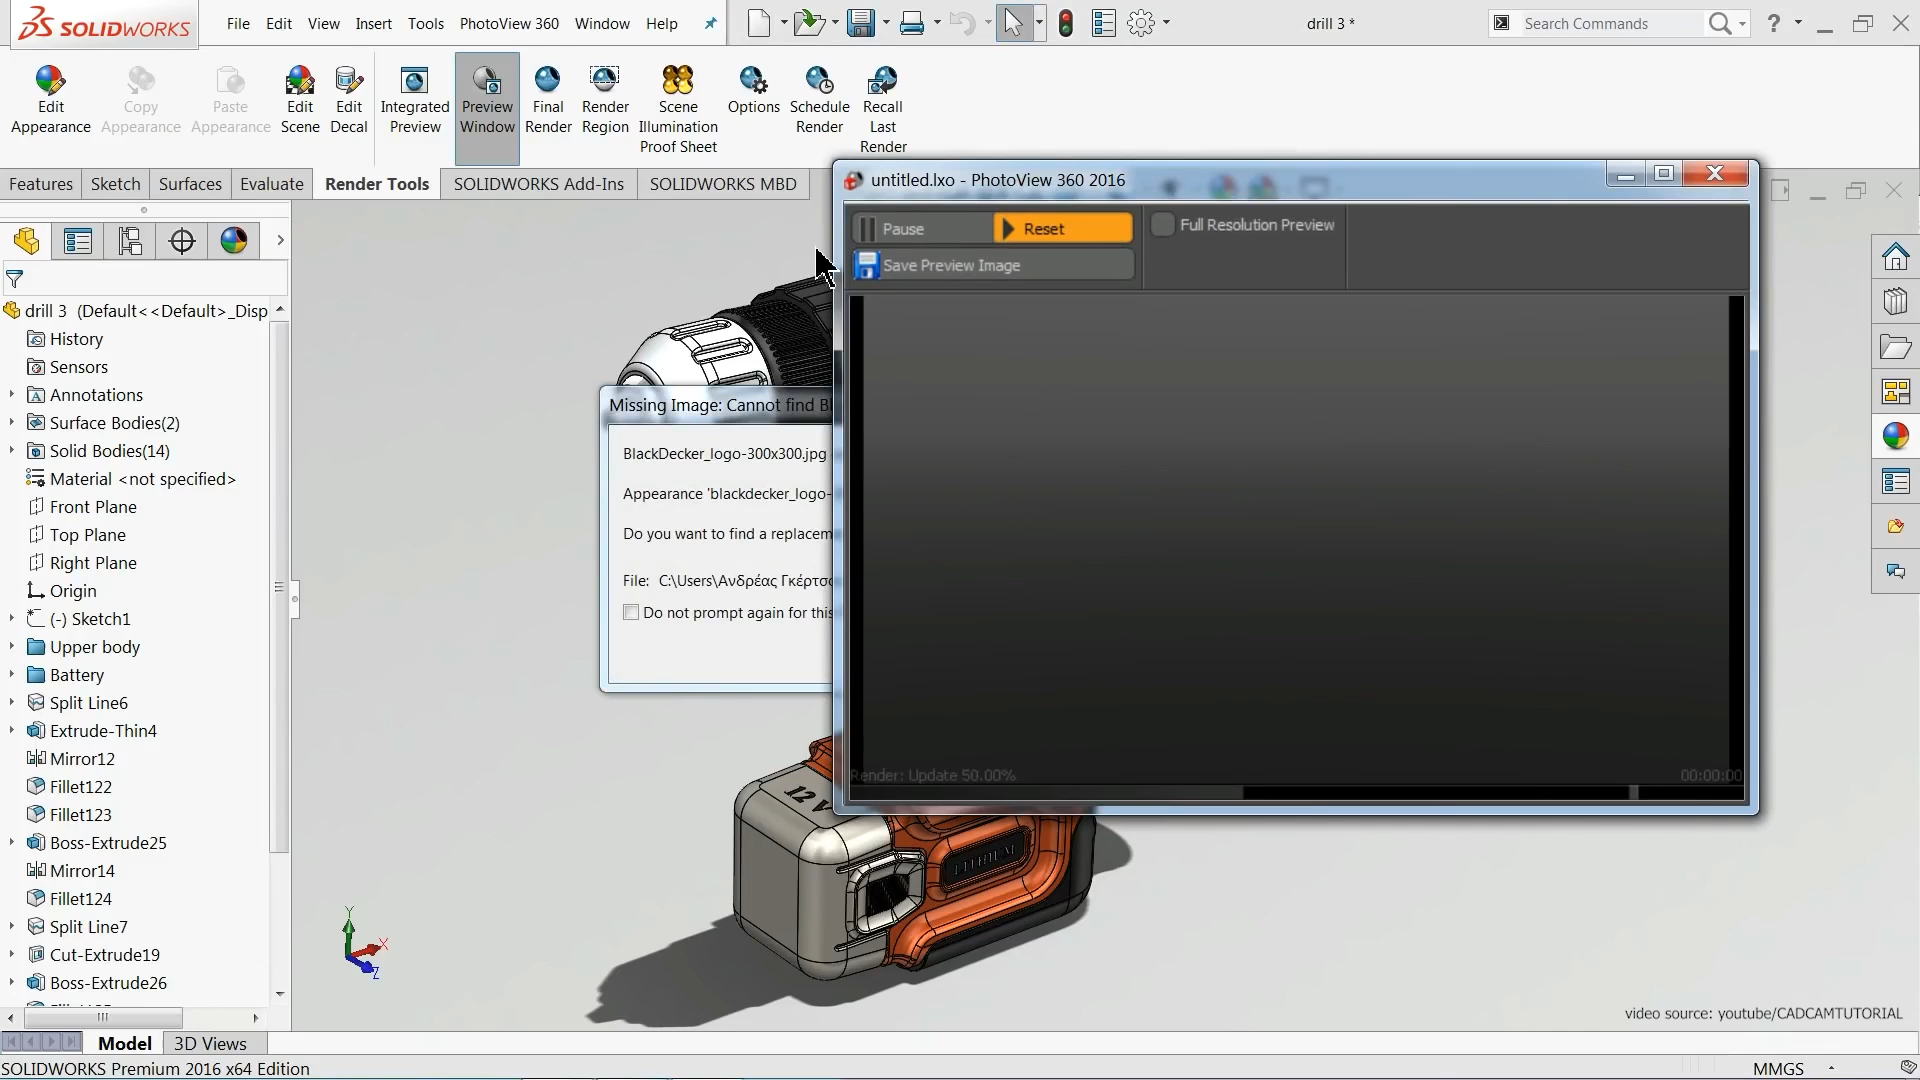 SOLIDWORKS File Edit View Insert Tools PhotoView 360 Window Help drill 3 * Search Commands ?
Edit Appearance
Copy Appearance
Paste Appearance
Edit Scene
Edit Decal
Integrated Preview
Preview Window
Final Render
Render Region
Scene Illumination Proof Sheet
Options
Schedule Render
Recall Last Render
Features Sketch Surfaces Evaluate Render Tools SOLIDWORKS Add-Ins SOLIDWORKS MBD
untitled.lxo - PhotoView 360 2016
Pause Reset Full Resolution Preview
Save Preview Image
drill 3 (Default<<Default>_Disp
History
Sensors
Annotations
Surface Bodies(2)
Solid Bodies(14)
Material <not specified>
Front Plane
Top Plane
Right Plane
Origin
(-) Sketch1
Upper body
Battery
Split Line6
Extrude-Thin4
Mirror12
Fillet122
Fillet123
Boss-Extrude25
Mirror14
Fillet124
Split Line7
Cut-Extrude19
Boss-Extrude26
Missing Image: Cannot find
BlackDecker_logo-300x300.jpg
Appearance 'blackdecker_logo-
Do you want to find a replacem
File: C:\Users\Ανδρέας Γκέρτσο
Do not prompt again for this
Render: Update 50.00% 00:00:00
12 V
LITHIUM
Y
X
Z
video source: youtube/CADCAMTUTORIAL
Model 3D Views
SOLIDWORKS Premium 2016 x64 Edition MMGS